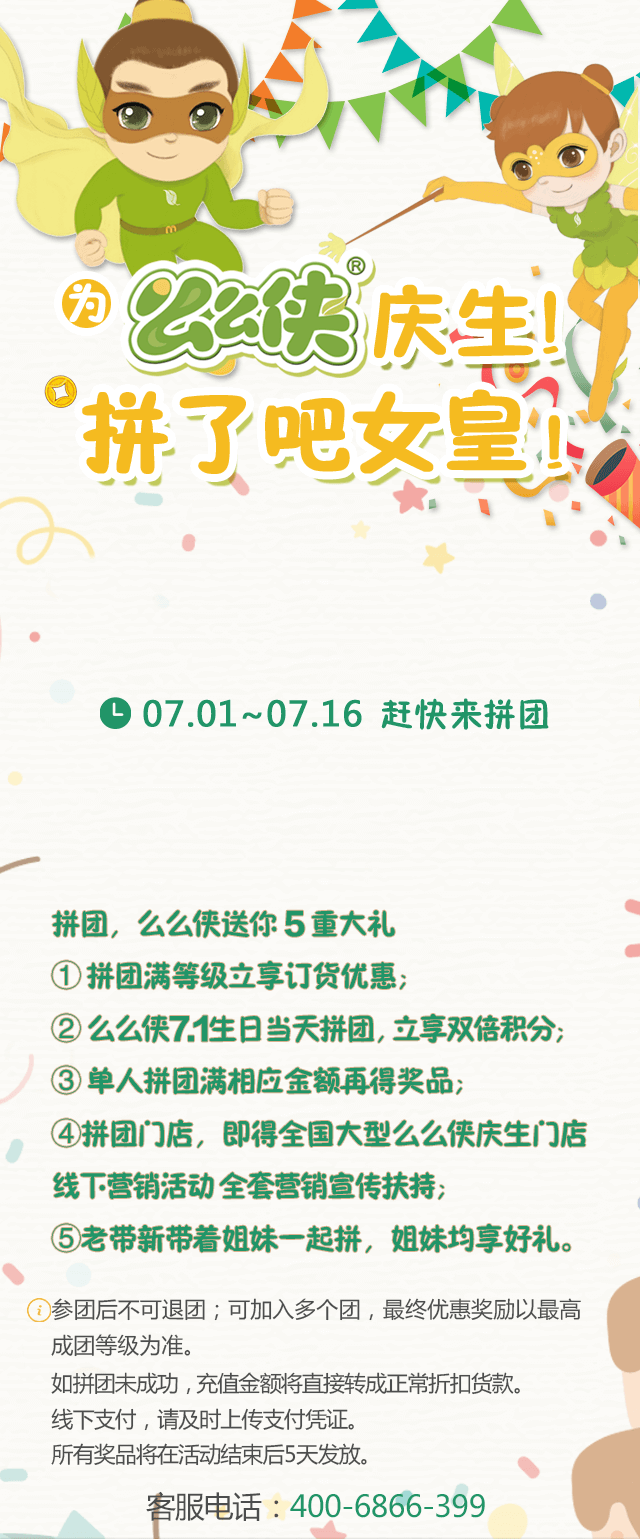 为 么么侠® 庆生！
拼了吧女皇！
07.01~07.16 赶快来拼团
拼团，么么侠送你 5 重大礼
① 拼团满等级立享订货优惠；
② 么么侠7.1生日当天拼团，立享双倍积分；
③ 单人拼团满相应金额再得奖品；
④拼团门店，即得全国大型么么侠庆生门店
线下营销活动 全套营销宣传扶持；
⑤老带新带着姐妹一起拼，姐妹均享好礼。
参团后不可退团；可加入多个团，最终优惠奖励以最高
成团等级为准。
如拼团未成功，充值金额将直接转成正常折扣货款。
线下支付，请及时上传支付凭证。
所有奖品将在活动结束后5天发放。
客服电话：400-6866-399